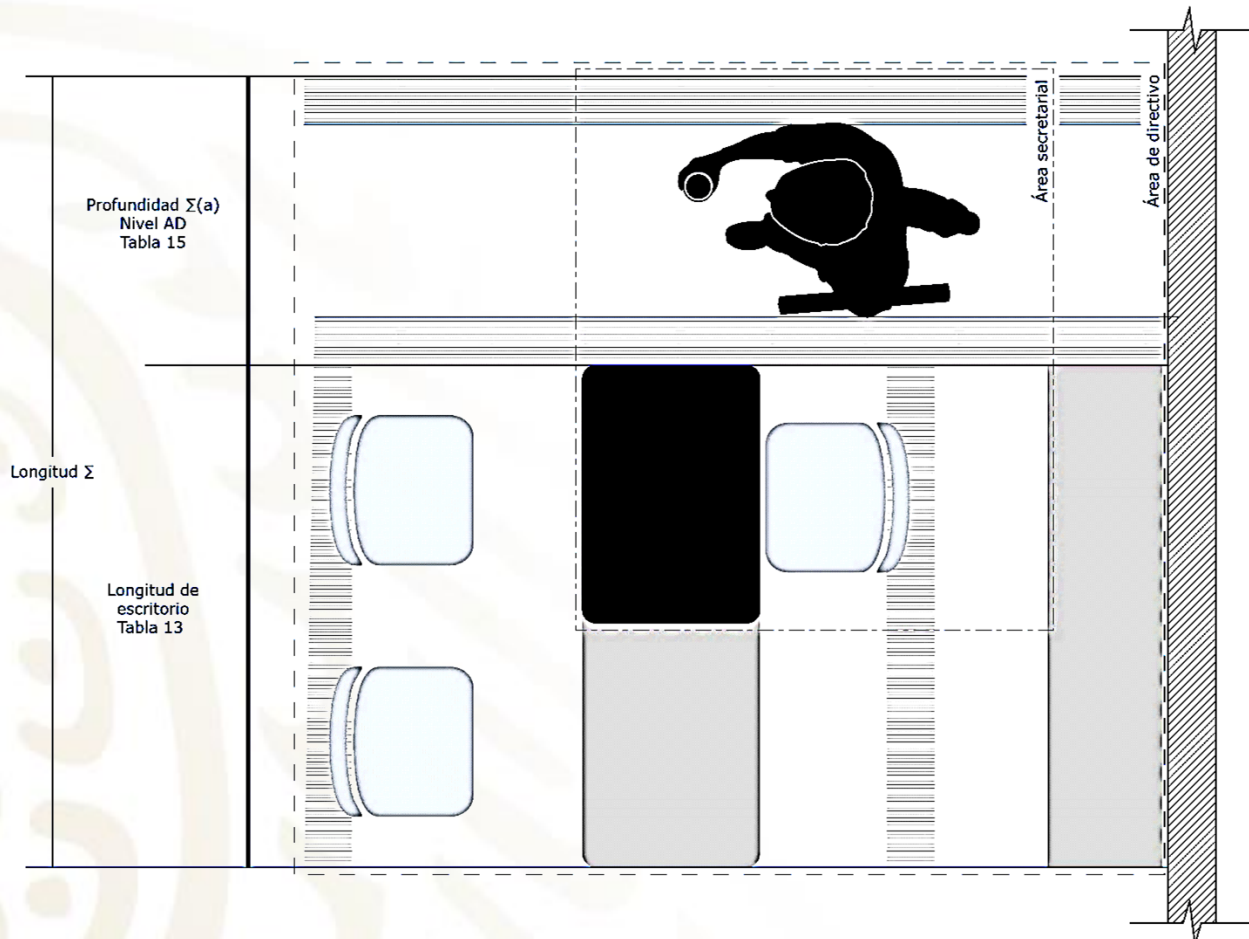 Profundidad Σ(a)
Nivel AD
Tabla 15
Longitud Σ
Longitud de
escritorio
Tabla 13
Área secretarial
Área de directivo